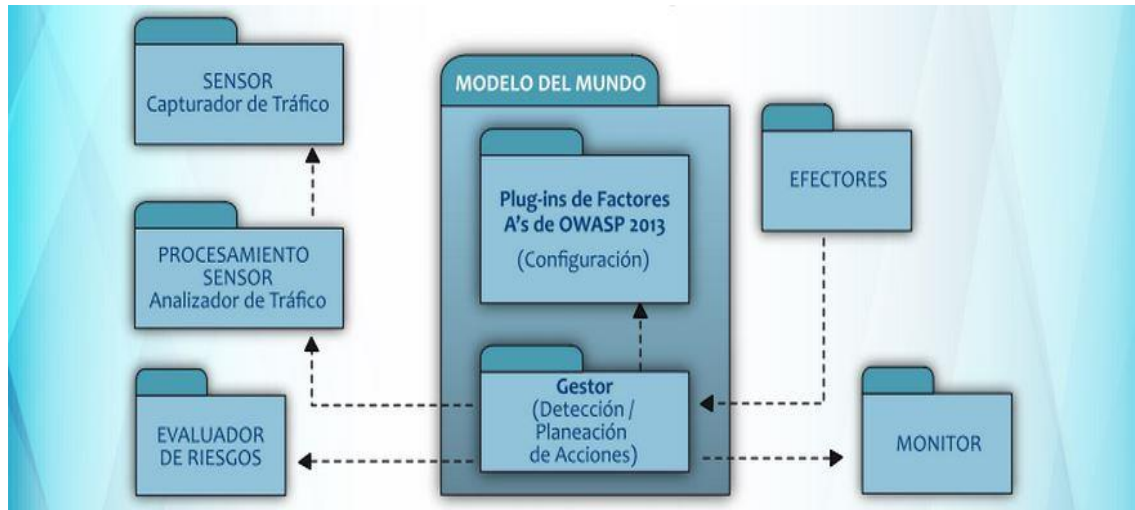 SENSOR
Capturador de Tráfico
PROCESAMIENTO
SENSOR
Analizador de Tráfico
EVALUADOR
DE RIESGOS
MODELO DEL MUNDO
Plug-ins de Factores
A's de OWASP 2013
(Configuración)
Gestor
(Detección /
Planeación
de Acciones)
EFECTORES
MONITOR